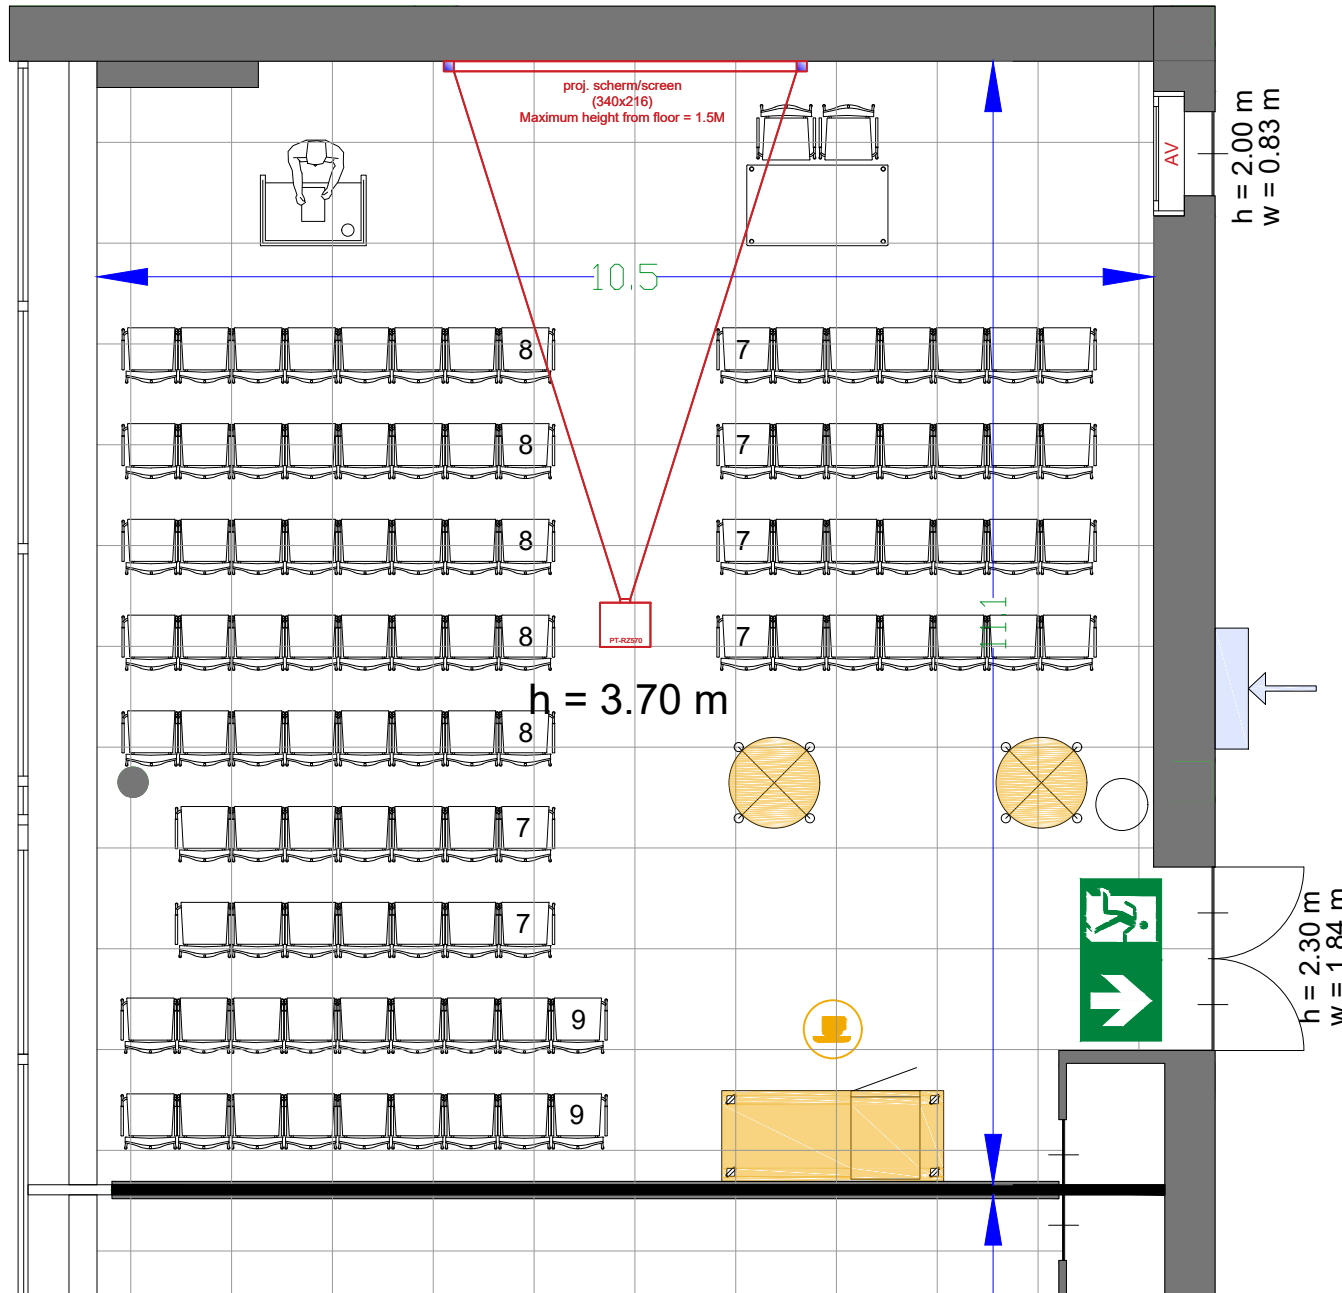 proj. scherm/screen
(340x216)
Maximum height from floor = 1.5M
AV
h = 2.00 m
w = 0.83 m
10.5
8
7
8
7
8
7
11.1
8
7
PT-RZ570
h = 3.70 m
8
7
7
h = 2.30 m
w = 1.84 m
9
9